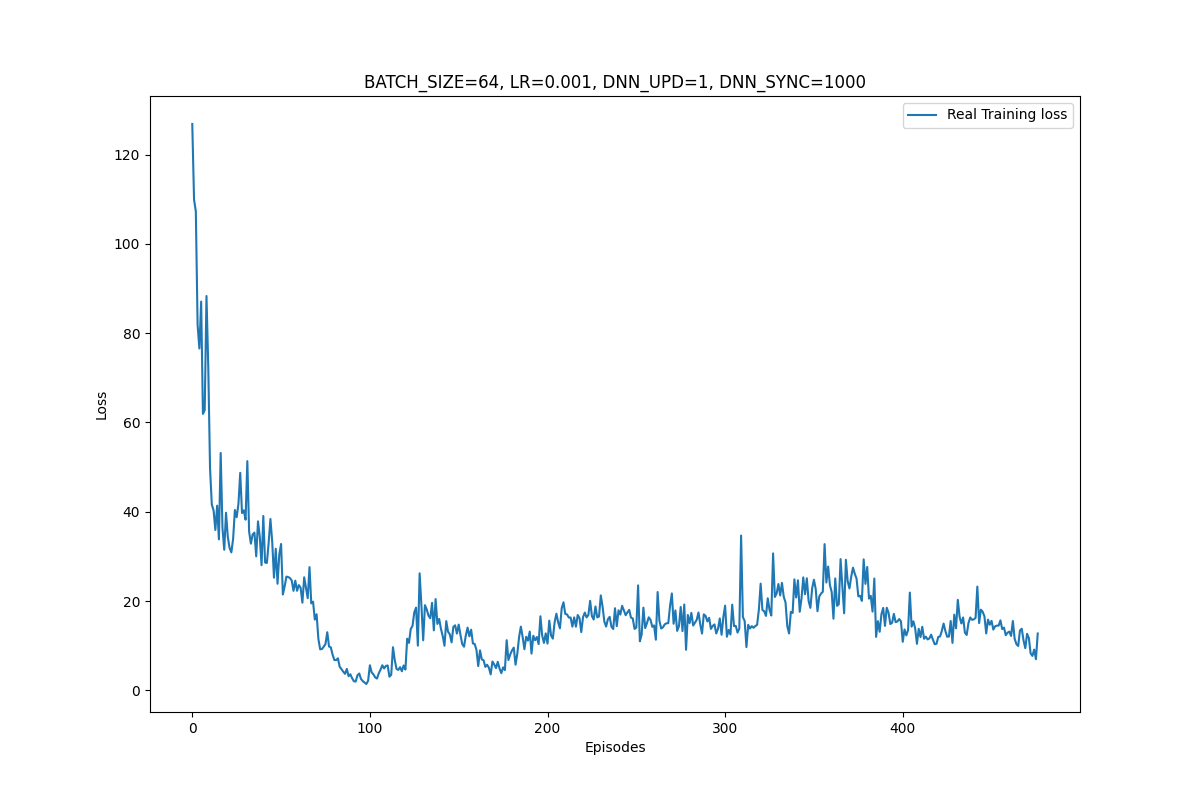 BATCH_SIZE=64, LR=0.001, DNN_UPD=1, DNN_SYNC=1000
Real Training loss
120
100
80
60
40
20
0
Loss
0 100 200 300 400
Episodes